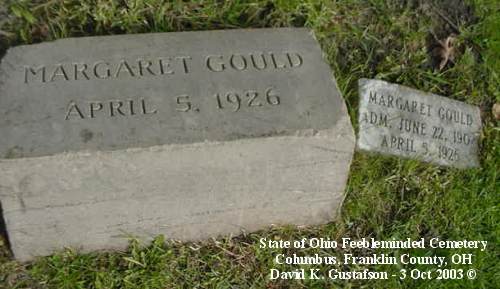 MARGARET GOULD
APRIL 5, 1926
MARGARET GOULD
ADM. JUNE 22, 
APRIL 5, 1926
State of Ohio Feebleminded Cemetery
Columbus, Franklin County, OH
David K. Gustafson - 3 Oct 2003 ©